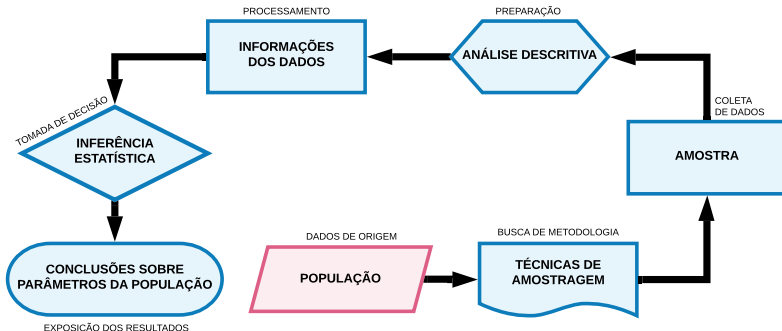 PROCESSAMENTO
INFORMAÇÕES
DOS DADOS
PREPARAÇÃO
ANÁLISE DESCRITIVA
COLETA
DE DADOS
AMOSTRA
TOMADA DE DECISÃO
INFERÊNCIA
ESTATÍSTICA
CONCLUSÕES SOBRE
PARÂMETROS DA POPULAÇÃO
EXPOSIÇÃO DOS RESULTADOS
DADOS DE ORIGEM
POPULAÇÃO
BUSCA DE METODOLOGIA
TÉCNICAS DE
AMOSTRAGEM